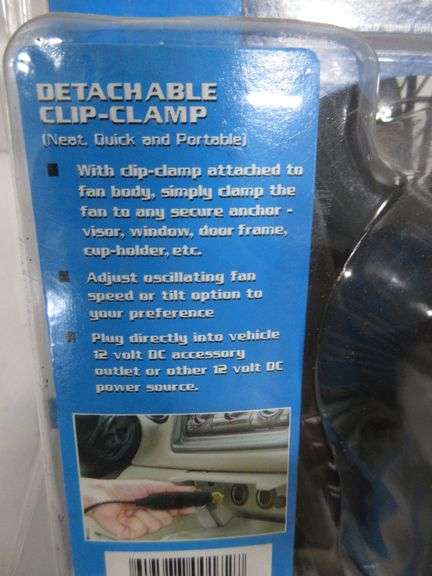 DETACHABLE
CLIP-CLAMP
(Neat, Quick and Portable)
With clip-clamp attached to
fan body, simply clamp the
fan to any secure anchor -
visor, window, door frame,
cup-holder, etc.
Adjust oscillating fan
speed or tilt option to
your preference
Plug directly into vehicle
12 volt DC accessory
outlet or other 12 volt DC
power source.